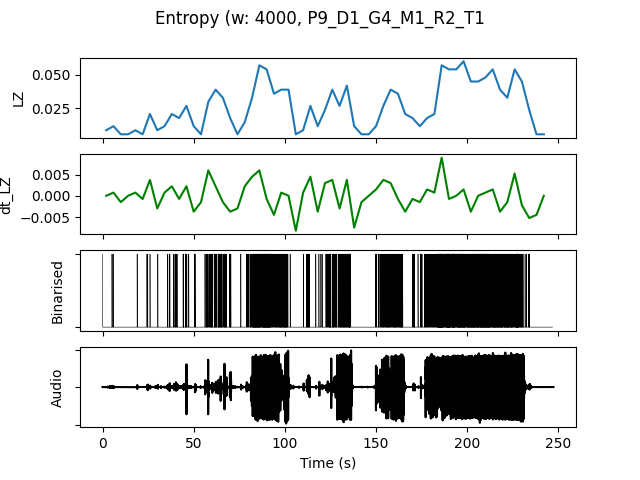 Entropy (w: 4000, P9_D1_G4_M1_R2_T1
0.050
0.025
LZ
0.005
0.000
−0.005
dt_LZ
Binarised
Audio
0 50 100 150 200 250
Time (s)